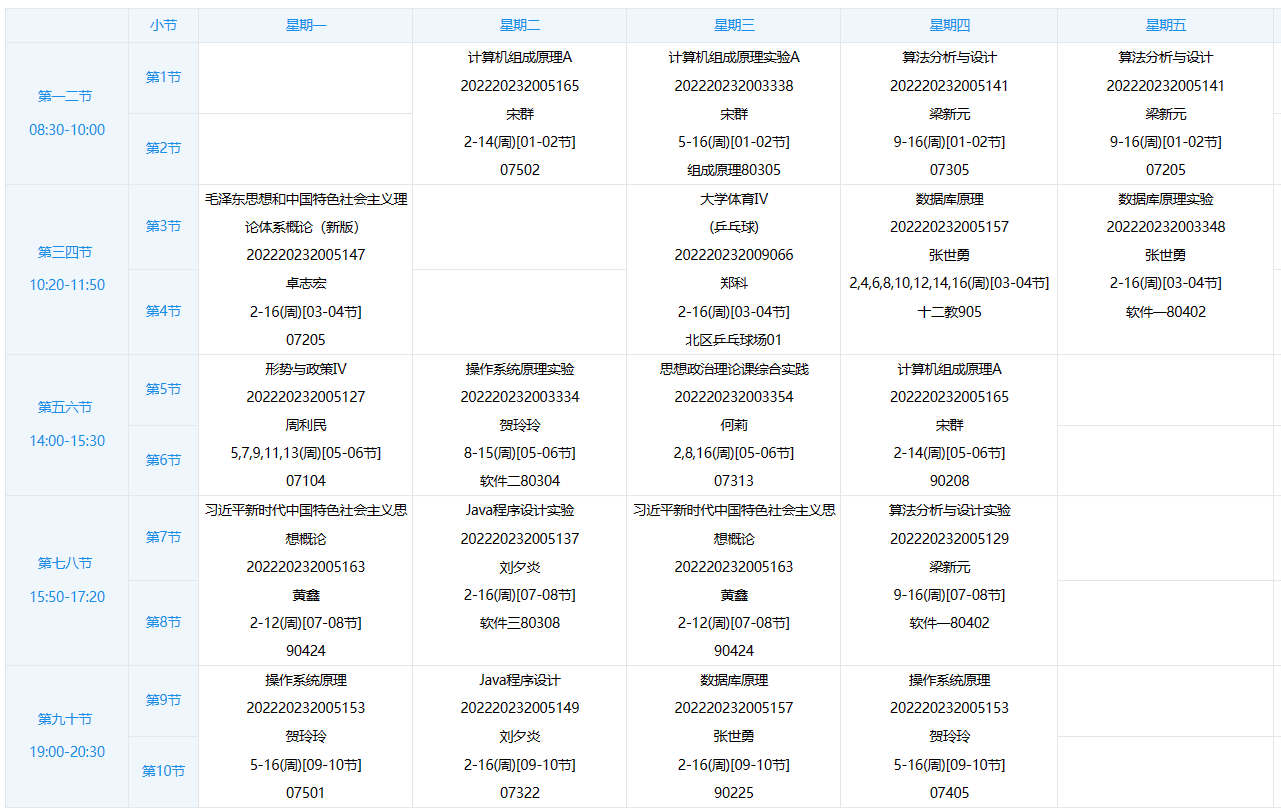 小节
星期一
星期二
星期三
星期四
星期五
第一二节
08:30-10:00
第1节
第2节
计算机组成原理A
202220232005165
宋群
2-14(周)[01-02节]
07502
计算机组成原理实验A
202220232003338
宋群
5-16(周)[01-02节]
组成原理80305
算法分析与设计
202220232005141
梁新元
9-16(周)[01-02节]
07305
算法分析与设计
202220232005141
梁新元
9-16(周)[01-02节]
07205
第三四节
10:20-11:50
第3节
第4节
毛泽东思想和中国特色社会主义理
论体系概论（新版）
202220232005147
卓志宏
2-16(周)[03-04节]
07205
大学体育IV
(乒乓球)
202220232009066
郑科
2-16(周)[03-04节]
北区乒乓球场01
数据库原理
202220232005157
张世勇
2,4,6,8,10,12,14,16(周)[03-04节]
十二教905
数据库原理实验
202220232003348
张世勇
2-16(周)[03-04节]
软件一80402
第五六节
14:00-15:30
第5节
第6节
形势与政策IV
202220232005127
周利民
5,7,9,11,13(周)[05-06节]
07104
操作系统原理实验
202220232003334
贺玲玲
8-15(周)[05-06节]
软件二80304
思想政治理论课综合实践
202220232003354
何莉
2,8,16(周)[05-06节]
07313
计算机组成原理A
202220232005165
宋群
2-14(周)[05-06节]
90208
第七八节
15:50-17:20
第7节
第8节
习近平新时代中国特色社会主义思
想概论
202220232005163
黄鑫
2-12(周)[07-08节]
90424
Java程序设计实验
202220232005137
刘夕炎
2-16(周)[07-08节]
软件三80308
习近平新时代中国特色社会主义思
想概论
202220232005163
黄鑫
2-12(周)[07-08节]
90424
算法分析与设计实验
202220232005129
梁新元
9-16(周)[07-08节]
软件一80402
第九十节
19:00-20:30
第9节
第10节
操作系统原理
202220232005153
贺玲玲
5-16(周)[09-10节]
07501
Java程序设计
202220232005149
刘夕炎
2-16(周)[09-10节]
07322
数据库原理
202220232005157
张世勇
2-16(周)[09-10节]
90225
操作系统原理
202220232005153
贺玲玲
5-16(周)[09-10节]
07405